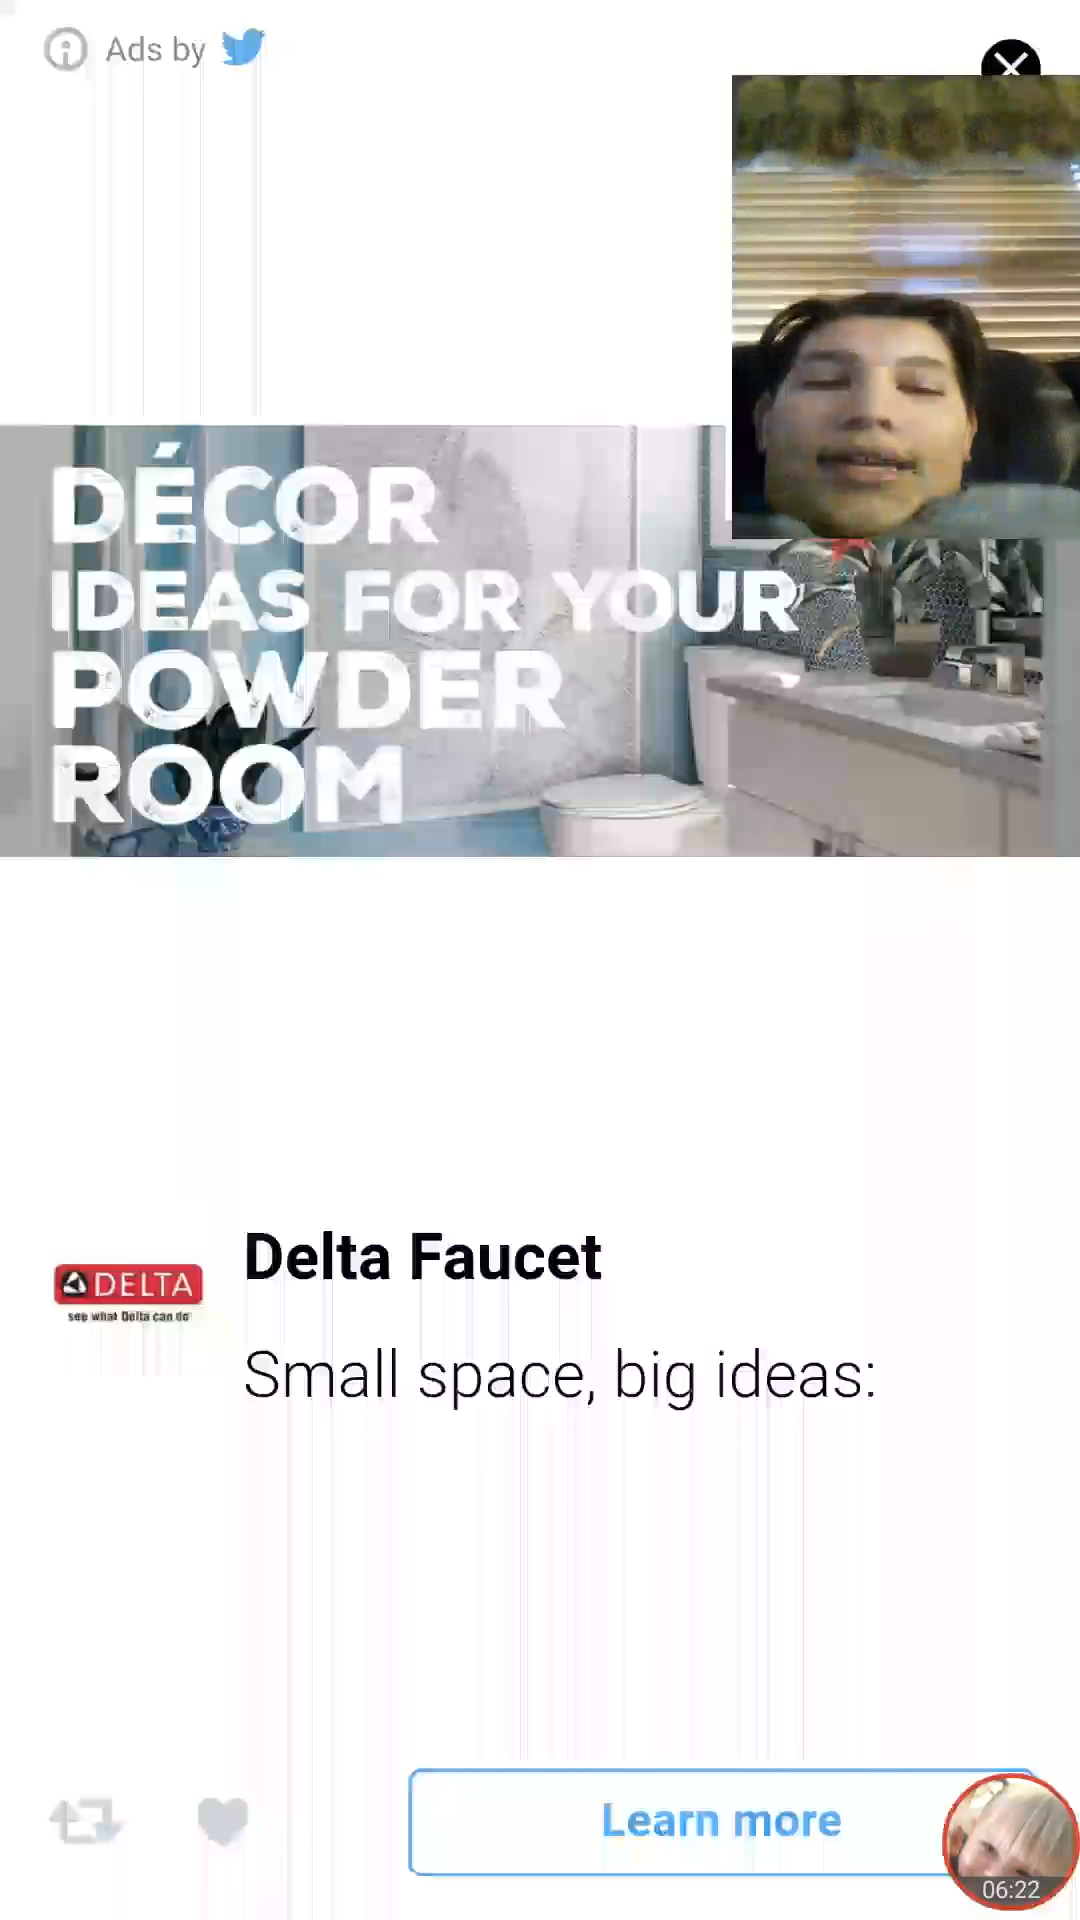 Ads by
DÉCOR
IDEAS FOR YOUR
POWDER
ROOM
Delta Faucet
DELTA
see what Delta can do
Small space, big ideas:
Learn more
06:22